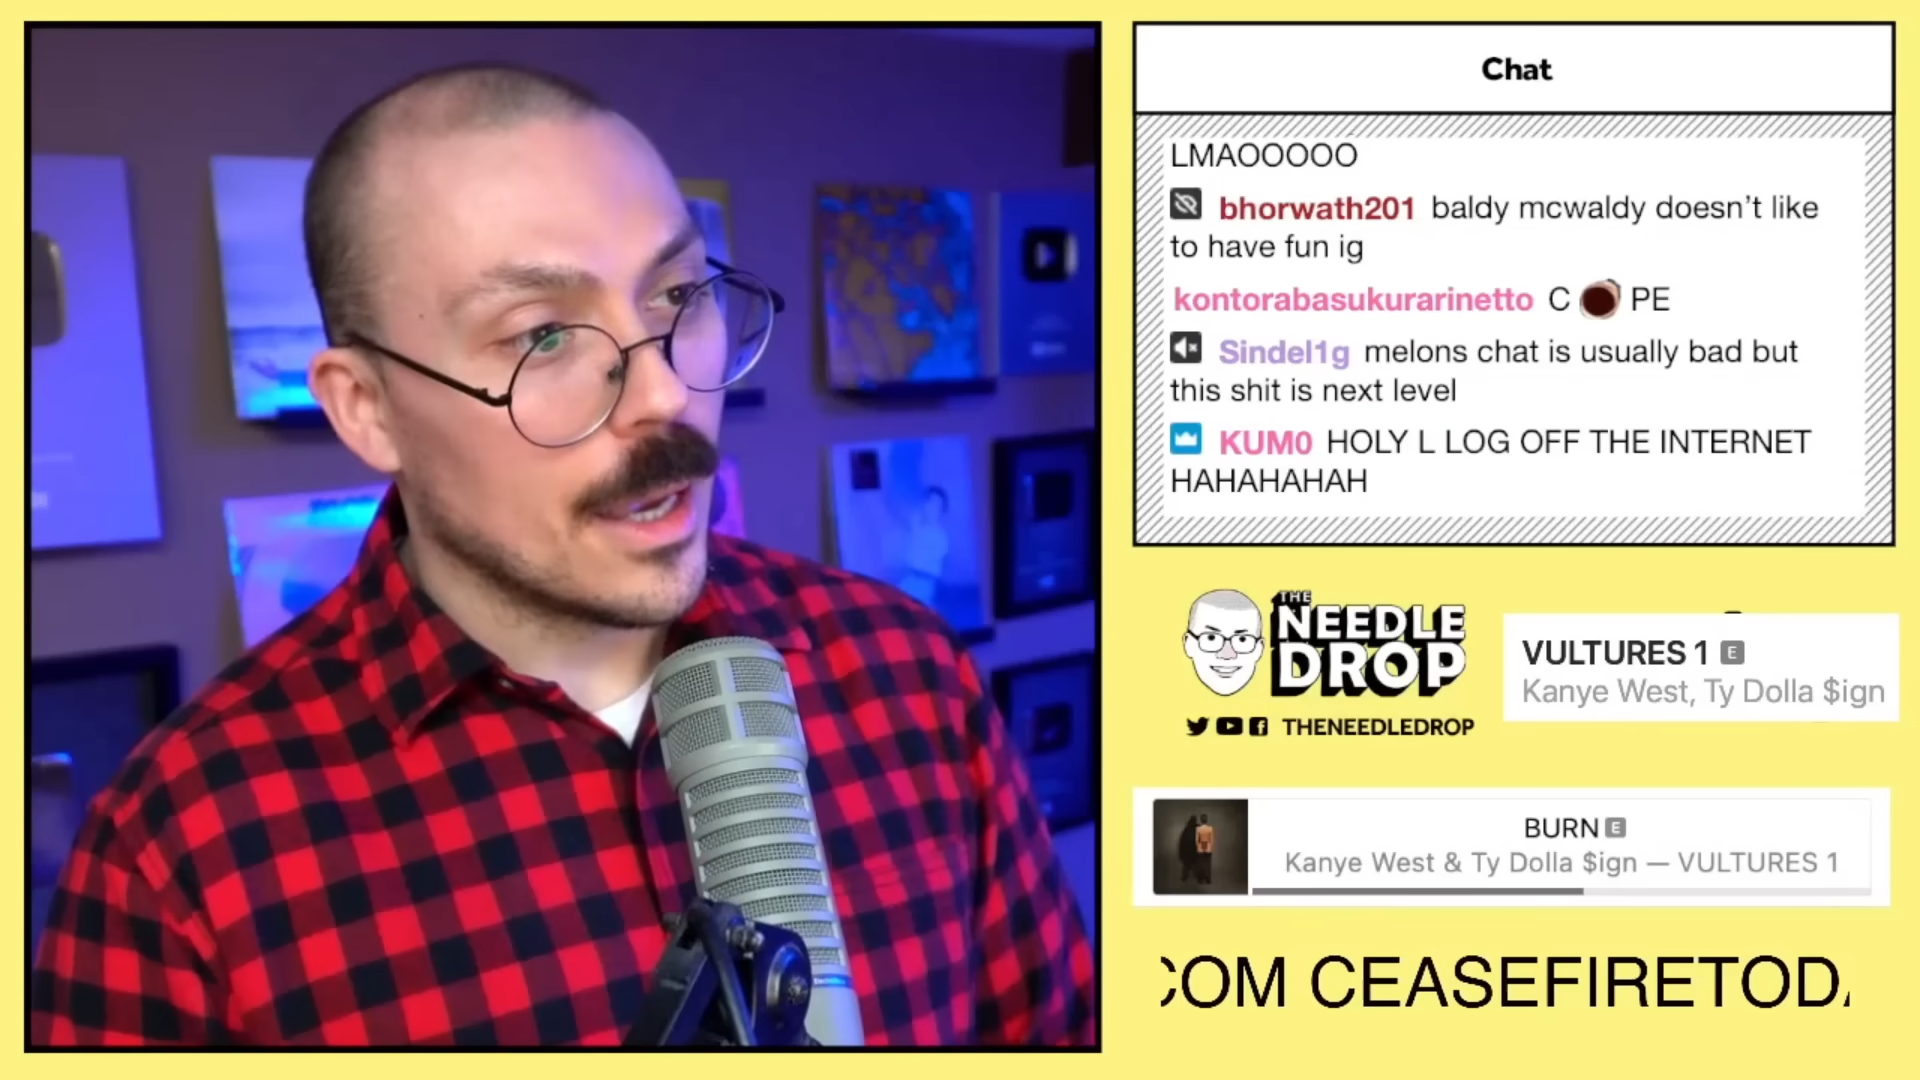 Chat
LMAOOOOO
bhorwath201 baldy mcwaldy doesn’t like
to have fun ig
kontorabasukurarinetto C PE
Sindel1g melons chat is usually bad but
this shit is next level
KUM0 HOLY L LOG OFF THE INTERNET
HAHAHAHAH
THE
NEEDLE
DROP
THENEEDLEDROP
VULTURES 1 E
Kanye West, Ty Dolla $ign
BURN E
Kanye West & Ty Dolla $ign — VULTURES 1
COM CEASEFIRETOD